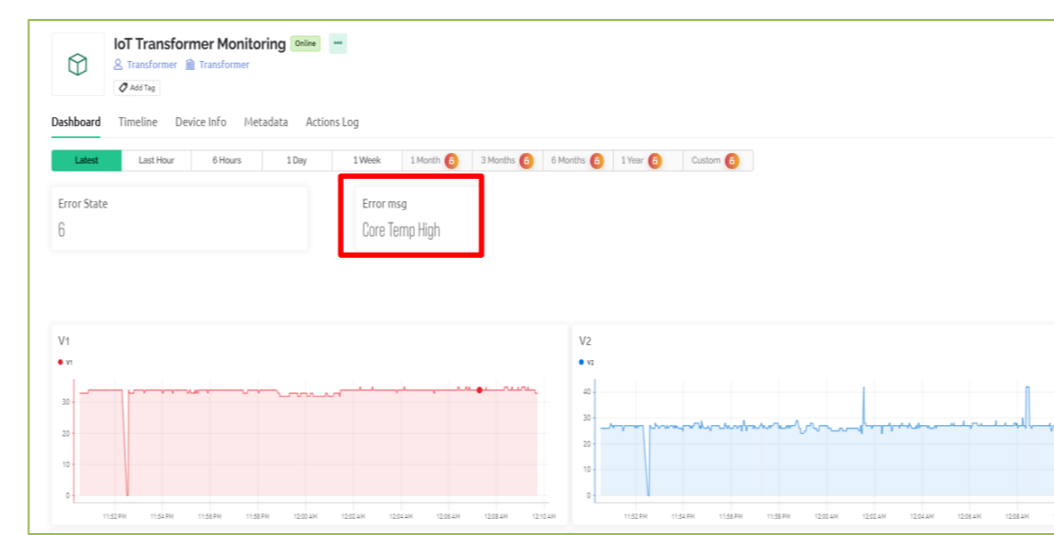 IoT Transformer Monitoring Online •••
Transformer Transformer
Add Tag
Dashboard Timeline Device Info Metadata Actions Log
Latest Last Hour 6 Hours 1 Day 1 Week 1 Month 6 3 Months 6 6 Months 6 1 Year 6 Custom 6
Error State Error msg
6 Core Temp High
V1 V2
V1 V2
30
20
10
0
11:52 PM 11:54 PM 11:56 PM 11:58 PM 12:00 AM 12:02 AM 12:04 AM 12:06 AM 12:08 AM 12:10 AM
40
30
20
10
0
11:52 PM 11:54 PM 11:56 PM 11:58 PM 12:00 AM 12:02 AM 12:04 AM 12:06 AM 12:08 AM